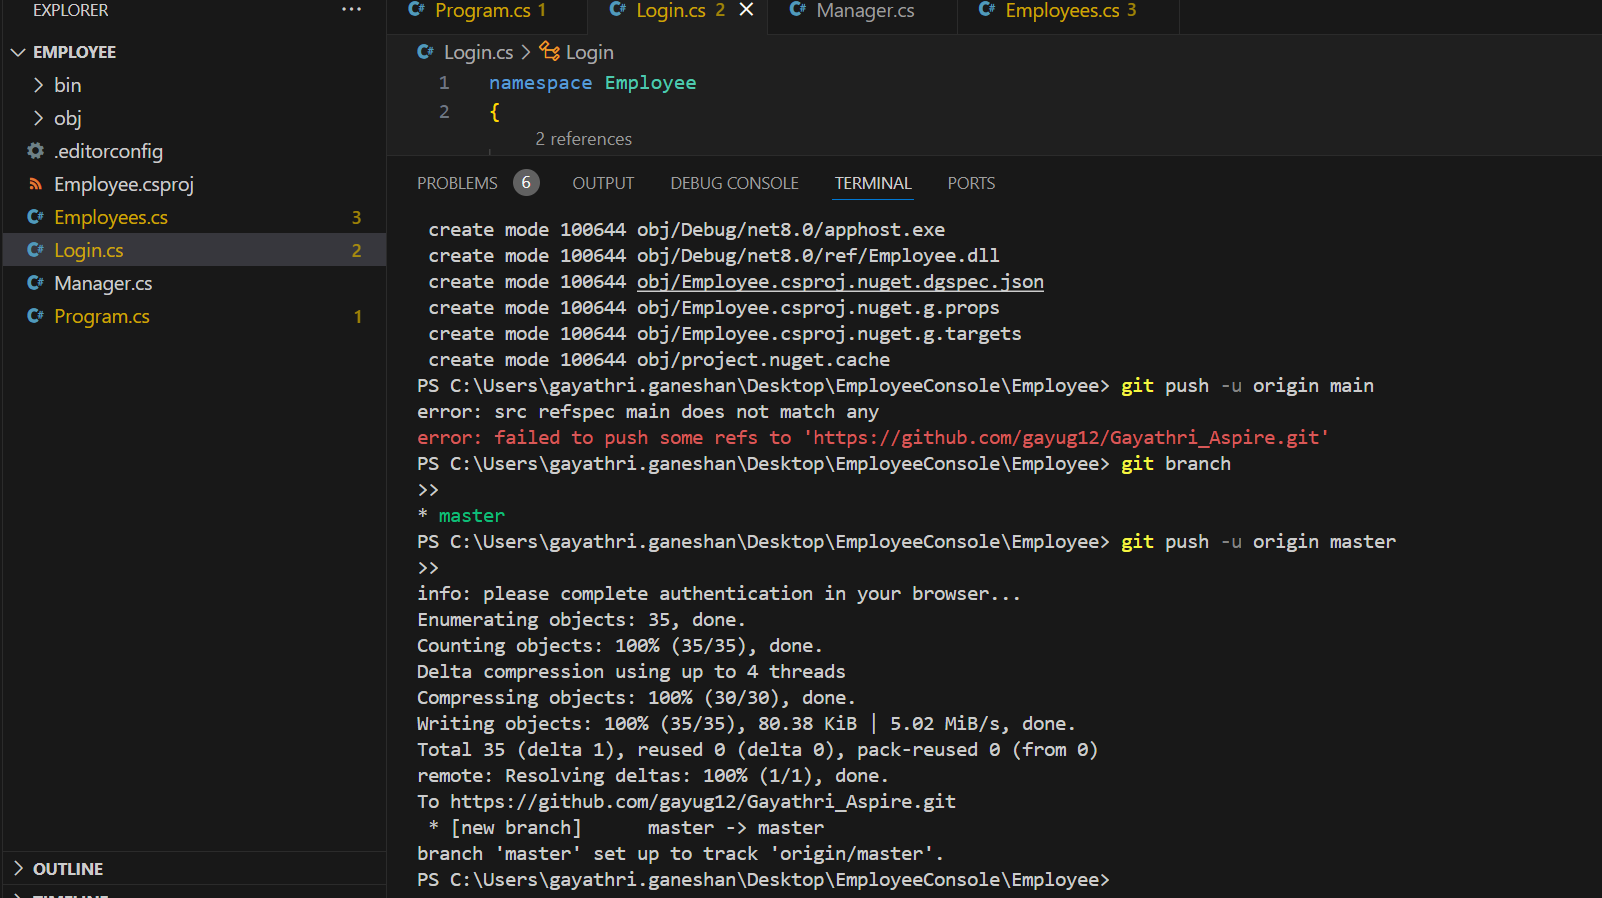 EXPLORER
EMPLOYEE
bin
obj
.editorconfig
Employee.csproj
Employees.cs 3
Login.cs 2
Manager.cs
Program.cs 1
OUTLINE
TIMELINE
Program.cs 1
Login.cs 2
Manager.cs
Employees.cs 3
Login.cs > Login
1 namespace Employee
2 {
2 references
PROBLEMS 6 OUTPUT DEBUG CONSOLE TERMINAL PORTS
create mode 100644 obj/Debug/net8.0/apphost.exe
create mode 100644 obj/Debug/net8.0/ref/Employee.dll
create mode 100644 obj/Employee.csproj.nuget.dgspec.json
create mode 100644 obj/Employee.csproj.nuget.g.props
create mode 100644 obj/Employee.csproj.nuget.g.targets
create mode 100644 obj/project.nuget.cache
PS C:\Users\gayathri.ganeshan\Desktop\EmployeeConsole\Employee> git push -u origin main
error: src refspec main does not match any
error: failed to push some refs to 'https://github.com/gayug12/Gayathri_Aspire.git'
PS C:\Users\gayathri.ganeshan\Desktop\EmployeeConsole\Employee> git branch
>>
* master
PS C:\Users\gayathri.ganeshan\Desktop\EmployeeConsole\Employee> git push -u origin master
>>
info: please complete authentication in your browser...
Enumerating objects: 35, done.
Counting objects: 100% (35/35), done.
Delta compression using up to 4 threads
Compressing objects: 100% (30/30), done.
Writing objects: 100% (35/35), 80.38 KiB | 5.02 MiB/s, done.
Total 35 (delta 1), reused 0 (delta 0), pack-reused 0 (from 0)
remote: Resolving deltas: 100% (1/1), done.
To https://github.com/gayug12/Gayathri_Aspire.git
* [new branch] master -> master
branch 'master' set up to track 'origin/master'.
PS C:\Users\gayathri.ganeshan\Desktop\EmployeeConsole\Employee>